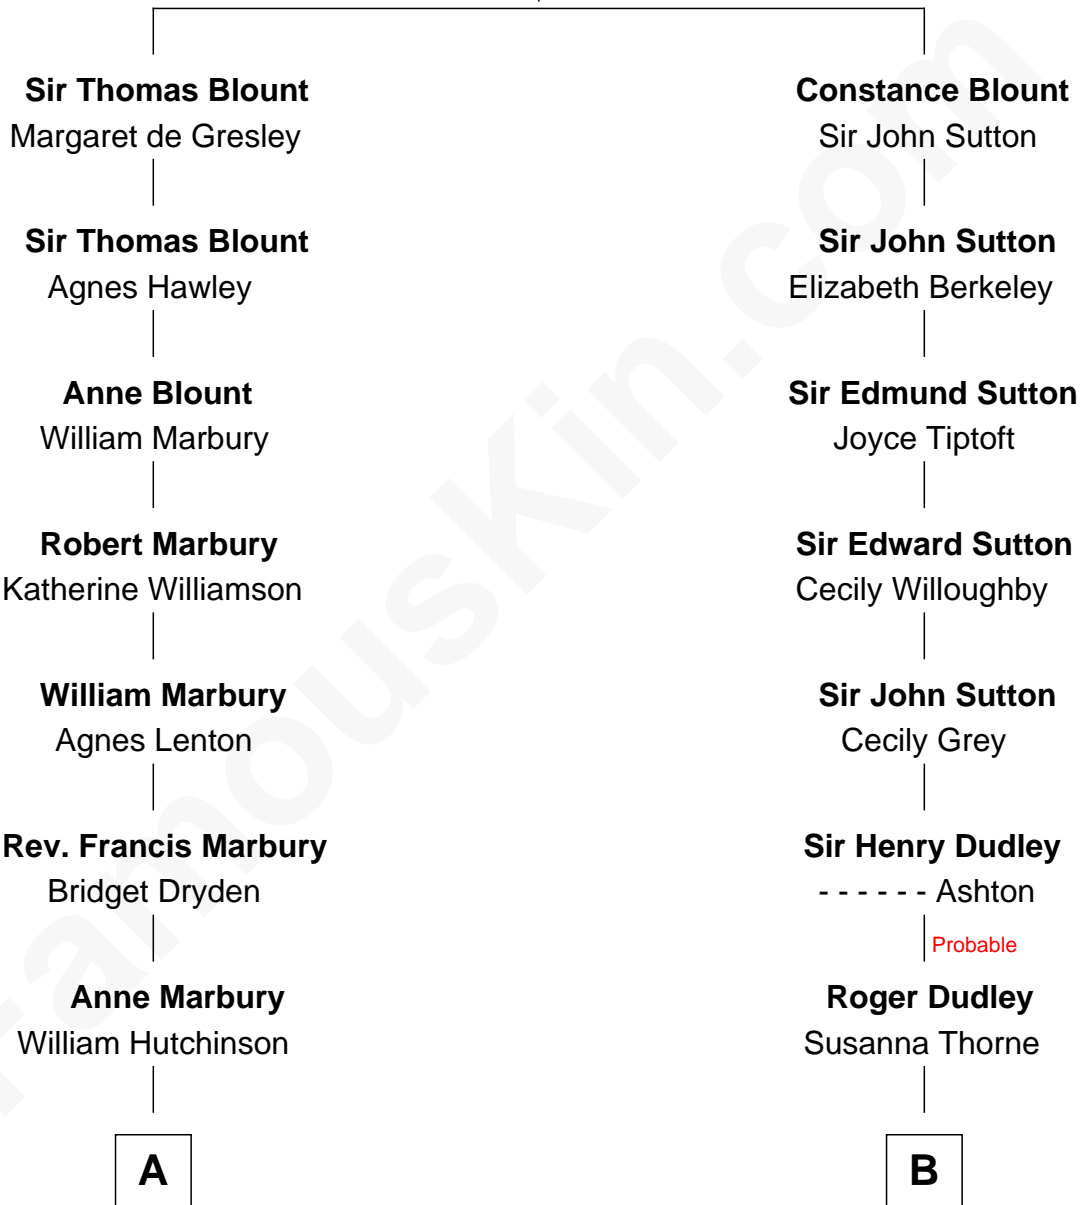 Sir Thomas Blount
Margaret de Gresley
Sir Thomas Blount
Agnes Hawley
Anne Blount
William Marbury
Robert Marbury
Katherine Williamson
William Marbury
Agnes Lenton
Rev. Francis Marbury
Bridget Dryden
Anne Marbury
William Hutchinson
A
Constance Blount
Sir John Sutton
Sir John Sutton
Elizabeth Berkeley
Sir Edmund Sutton
Joyce Tiptoft
Sir Edward Sutton
Cecily Willoughby
Sir John Sutton
Cecily Grey
Sir Henry Dudley
- - - - - - Ashton
Probable
Roger Dudley
Susanna Thorne
B
FamousKin.com